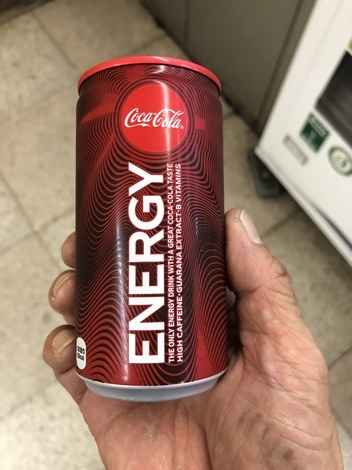 Coca-Cola
ENERGY
THE ONLY ENERGY DRINK WITH A GREAT COCA-COLA TASTE
HIGH CAFFEINE·GUARANA EXTRACT·B VITAMINS